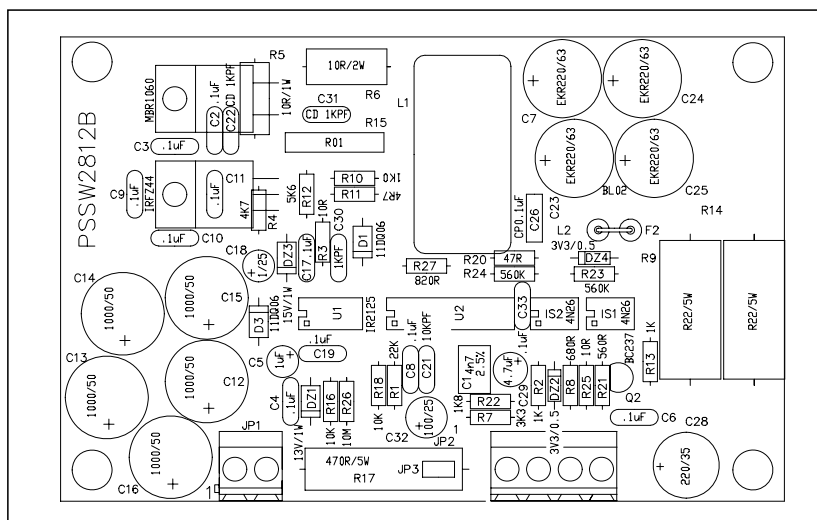 PSSW2812B
R5
MBR1060
10R/1W
.1uF
C2
C22
CD 1KPF
C3
.1uF
10R/2W
R6
C31
CD 1KPF
R15
R01
L1
EKR220/63
EKR220/63
C7
C24
EKR220/63
EKR220/63
BL02
C25
R14
C9
.1uF
IRFZ44
.1uF
C11
4K7
R4
.1uF
C10
5K6
R12
R10
1K0
R11
4R7
10R
R3
C30
1KPF
D1
11DQ06
C17
.1uF
C18
1/25
DZ3
CP0.1uF
C26
C23
L2
F2
3V3/0.5
DZ4
R23
560K
R9
R20
47R
R24
560K
R27
820R
R22/5W
R22/5W
C14
1000/50
C15
1000/50
D3
11DQ06
15V/1W
U1
IR2125
U2
C33
.1uF
IS2
4N26
IS1
4N26
C13
1000/50
C12
1000/50
C5
1uF
.1uF
C19
C4
.1uF
DZ1
13V/1W
R16
10K
R26
10M
R18
10K
R1
22K
C8
.1uF
C21
10KPF
C32
100/25
C1
4n7
2.5%
4.7uF
C29
1K8
R22
R7
3K3
R2
1K
DZ2
3V3/0.5
R8
680R
R25
10R
R21
560R
BC237
Q2
R13
1K
.1uF
C6
C28
220/35
1000/50
C16
JP1
1
470R/5W
R17
JP2
1
JP3